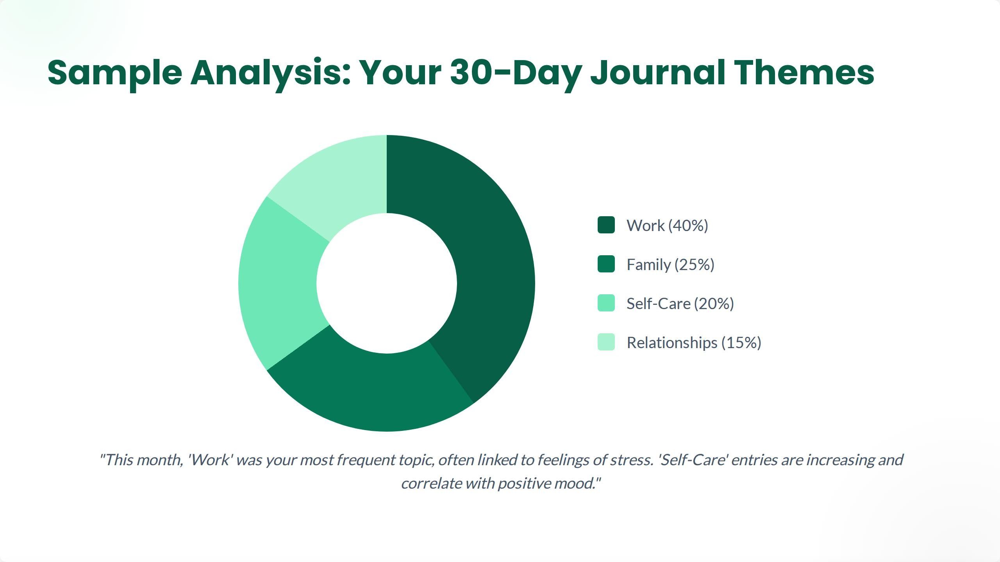 Sample Analysis: Your 30-Day Journal Themes
Work (40%)
Family (25%)
Self-Care (20%)
Relationships (15%)
"This month, 'Work' was your most frequent topic, often linked to feelings of stress. 'Self-Care' entries are increasing and
correlate with positive mood."